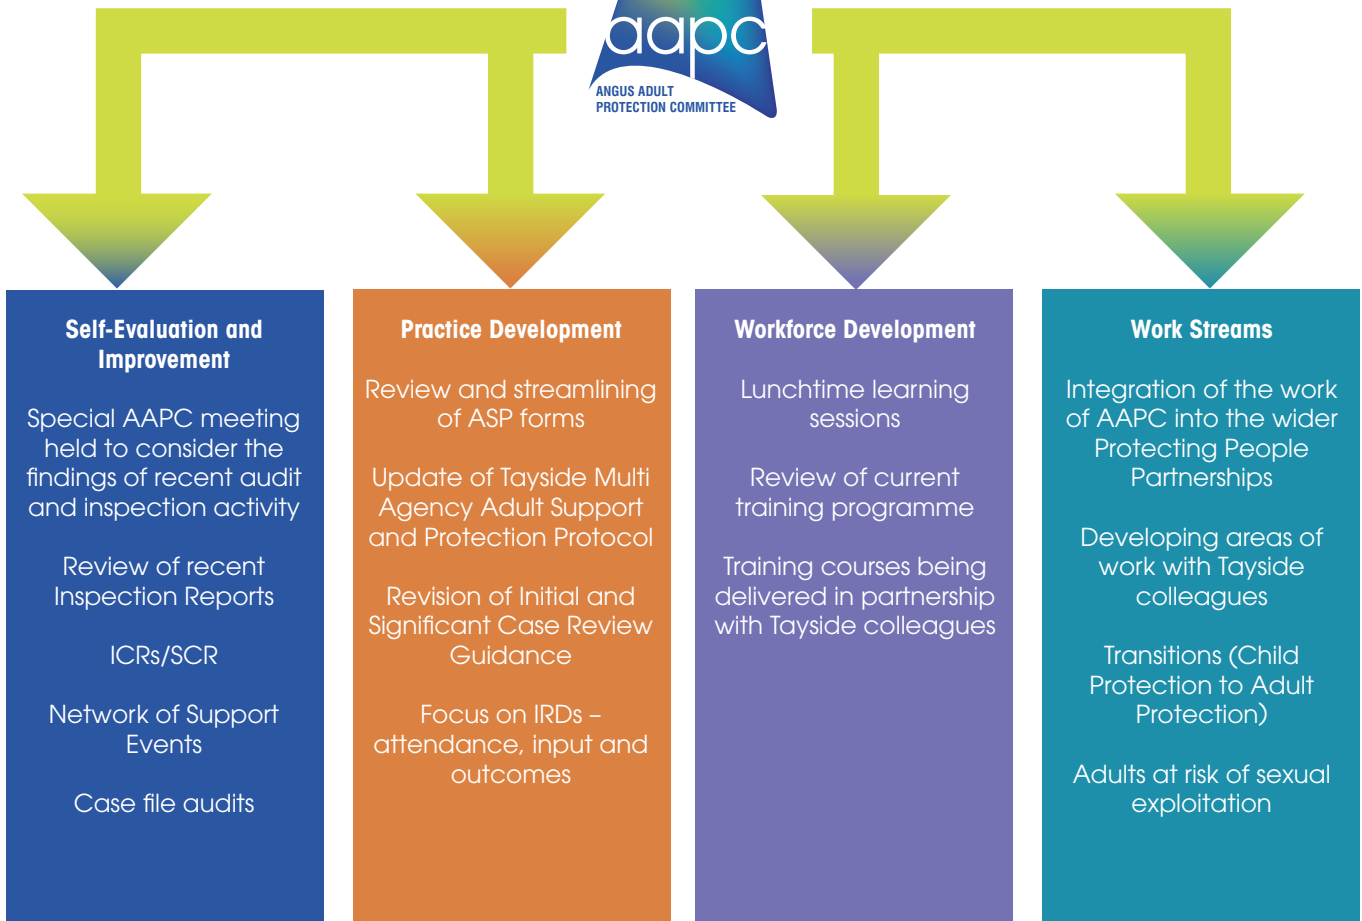 aapc
ANGUS ADULT
PROTECTION COMMITTEE
Self-Evaluation and
Improvement
Special AAPC meeting
held to consider the
findings of recent audit
and inspection activity
Review of recent
Inspection Reports
ICRs/SCR
Network of Support
Events
Case file audits
Practice Development
Review and streamlining
of ASP forms
Update of Tayside Multi
Agency Adult Support
and Protection Protocol
Revision of Initial and
Significant Case Review
Guidance
Focus on IRDs –
attendance, input and
outcomes
Workforce Development
Lunchtime learning
sessions
Review of current
training programme
Training courses being
delivered in partnership
with Tayside colleagues
Work Streams
Integration of the work
of AAPC into the wider
Protecting People
Partnerships
Developing areas of
work with Tayside
colleagues
Transitions (Child
Protection to Adult
Protection)
Adults at risk of sexual
exploitation